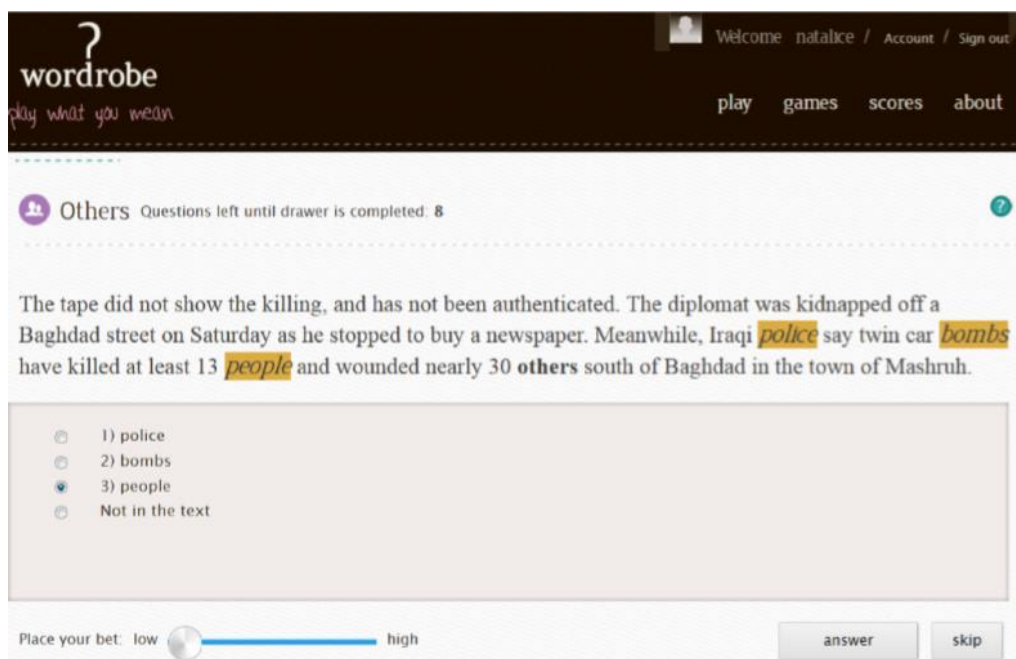 ?
wordrobe
play what you mean
Welcome natalice / Account / Sign out
play games scores about
Others Questions left until drawer is completed: 8
?
The tape did not show the killing, and has not been authenticated. The diplomat was kidnapped off a
Baghdad street on Saturday as he stopped to buy a newspaper. Meanwhile, Iraqi police say twin car bombs
have killed at least 13 people and wounded nearly 30 others south of Baghdad in the town of Mashruh.
1) police
2) bombs
3) people
Not in the text
Place your bet: low high
answer skip